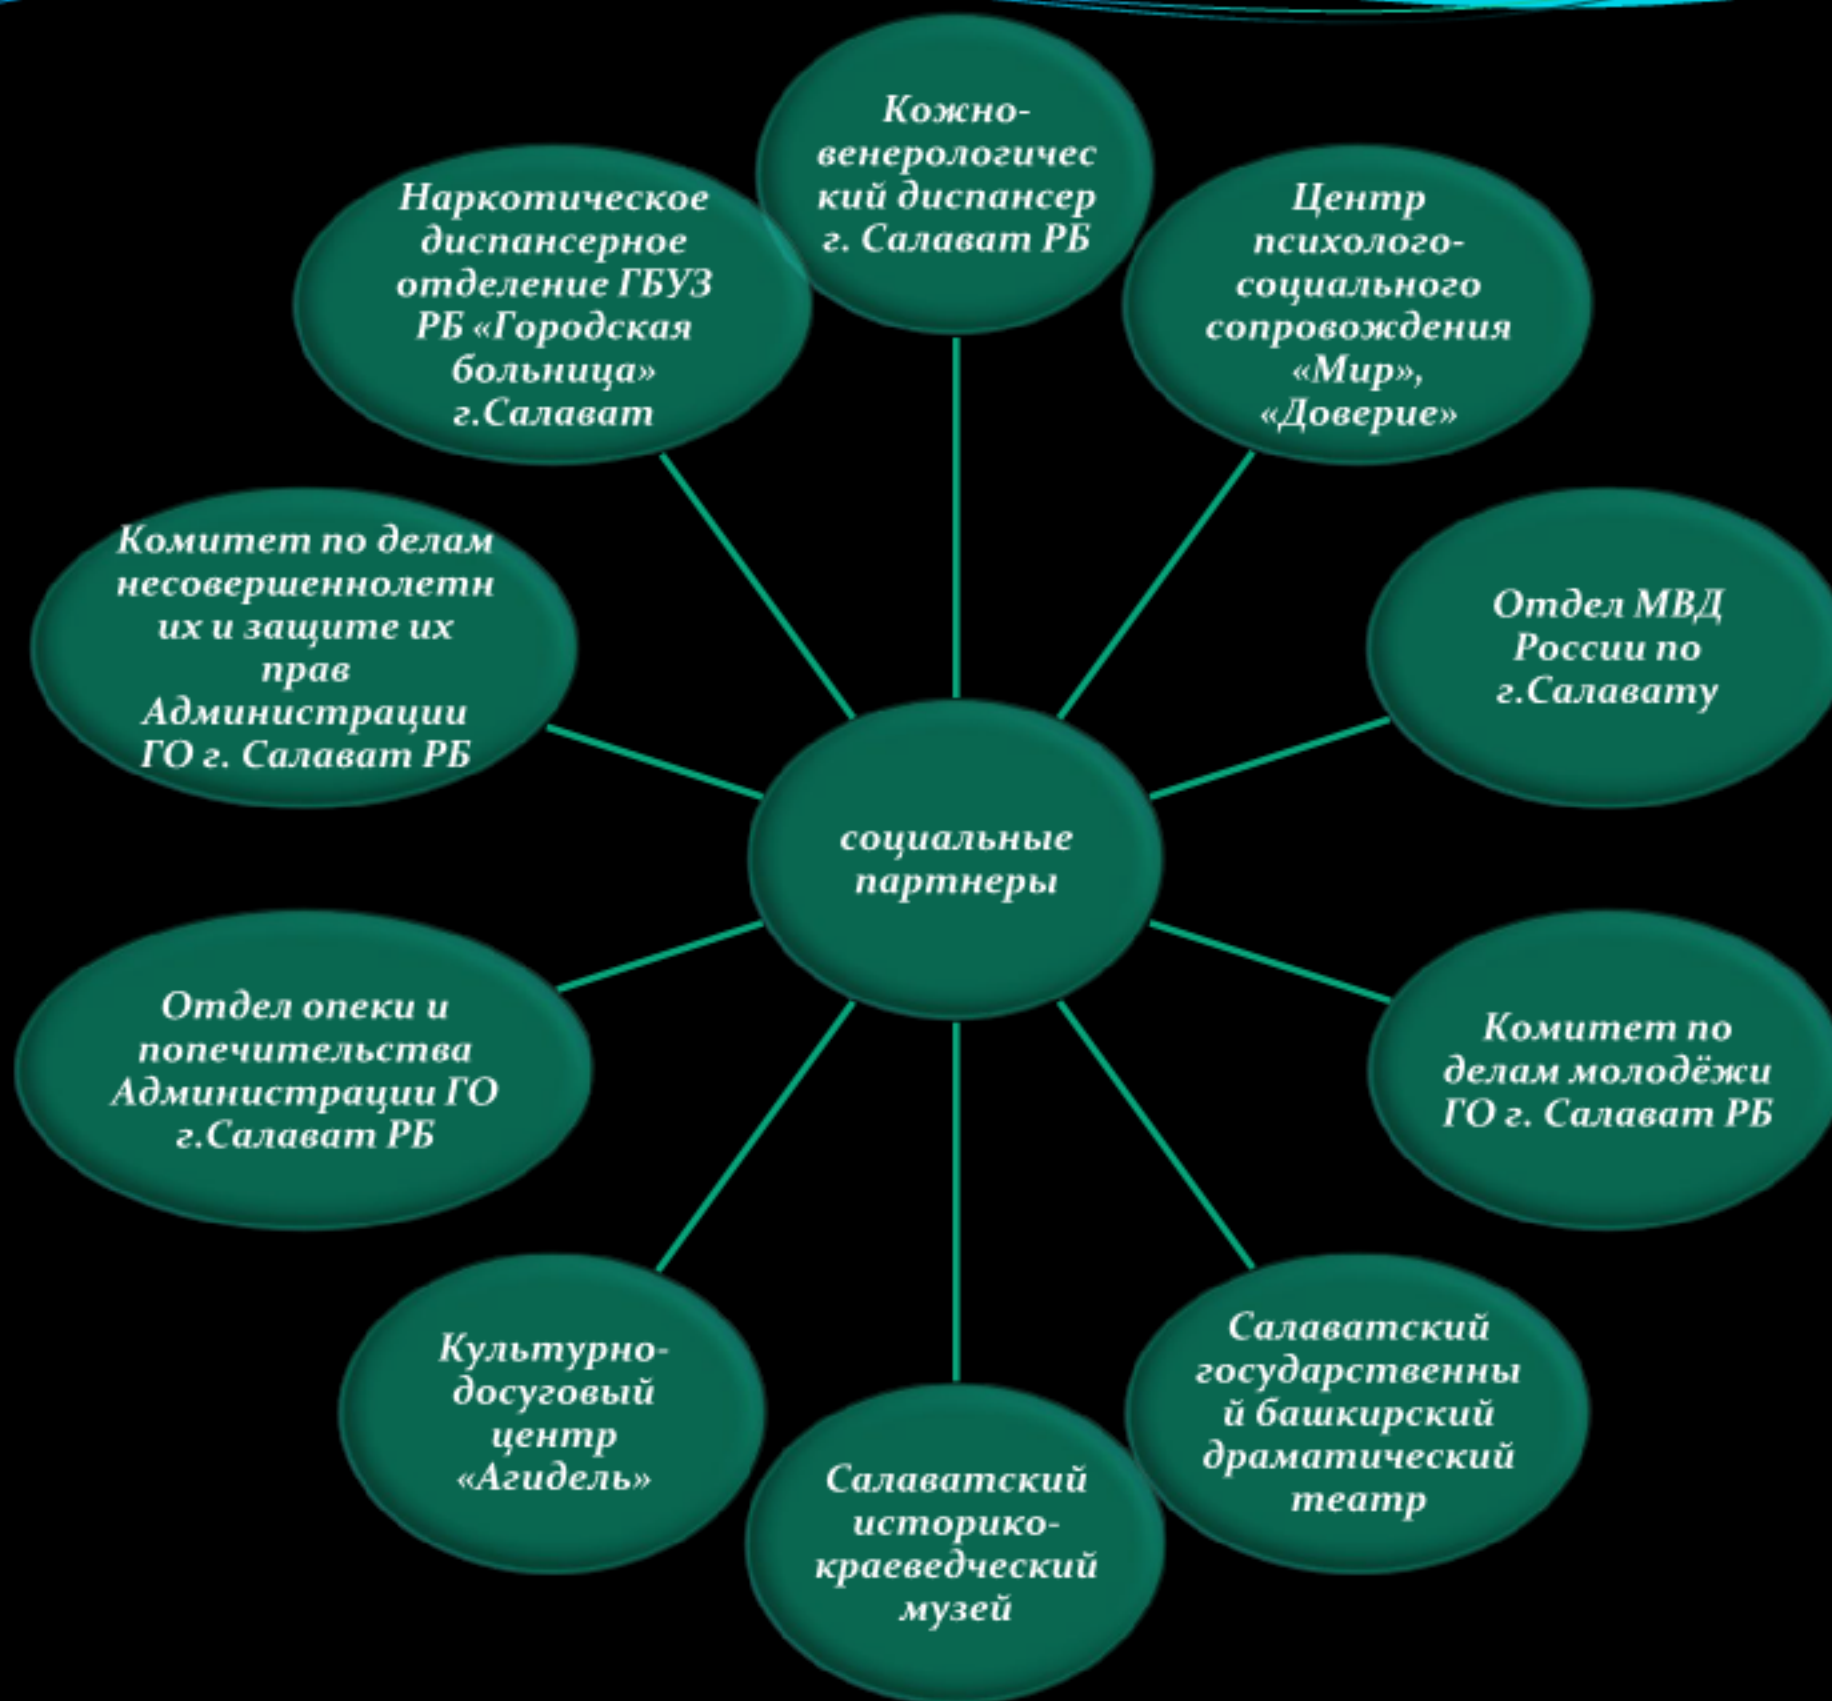 Кожно-
венерологичес
кий диспансер
г. Салават РБ
Центр
психолого-
социального
сопровождения
«Мир»,
«Доверие»
Отдел МВД
России по
г.Салавату
Комитет по
делам молодёжи
ГО г. Салават РБ
Салаватский
государственны
й башкирский
драматический
театр
Салаватский
историко-
краеведческий
музей
Культурно-
досуговый
центр
«Агидель»
Отдел опеки и
попечительства
Администрации ГО
г.Салават РБ
Комитет по делам
несовершеннолетн
их и защите их
прав
Администрации
ГО г. Салават РБ
Наркотическое
диспансерное
отделение ГБУЗ
РБ «Городская
больница»
г.Салават
социальные
партнеры